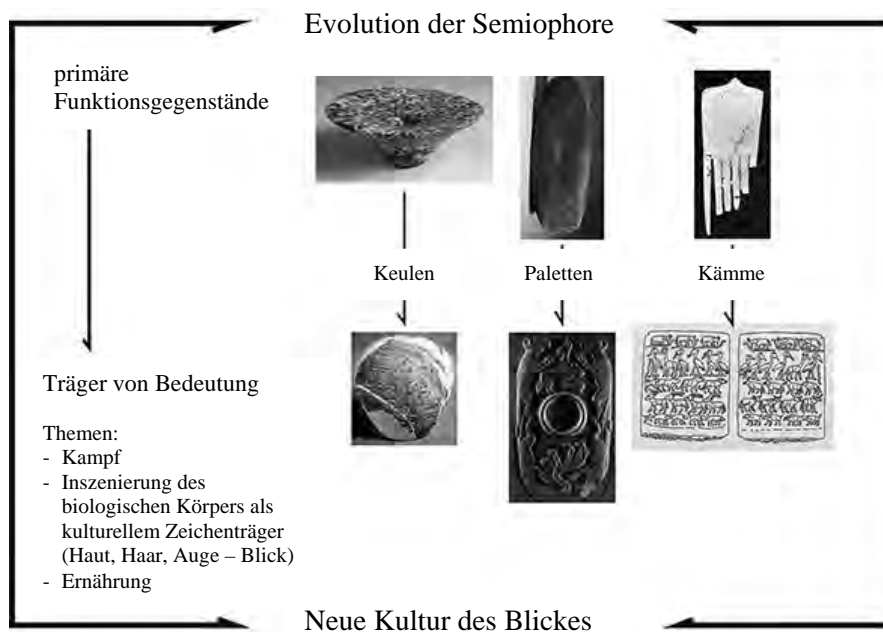 Evolution der Semiophore
primäre
Funktionsgegenstände
Keulen
Paletten
Kämme
Träger von Bedeutung
Themen:
- Kampf
- Inszenierung des
biologischen Körpers als
kulturellem Zeichenträger
(Haut, Haar, Auge – Blick)
- Ernährung
Neue Kultur des Blickes